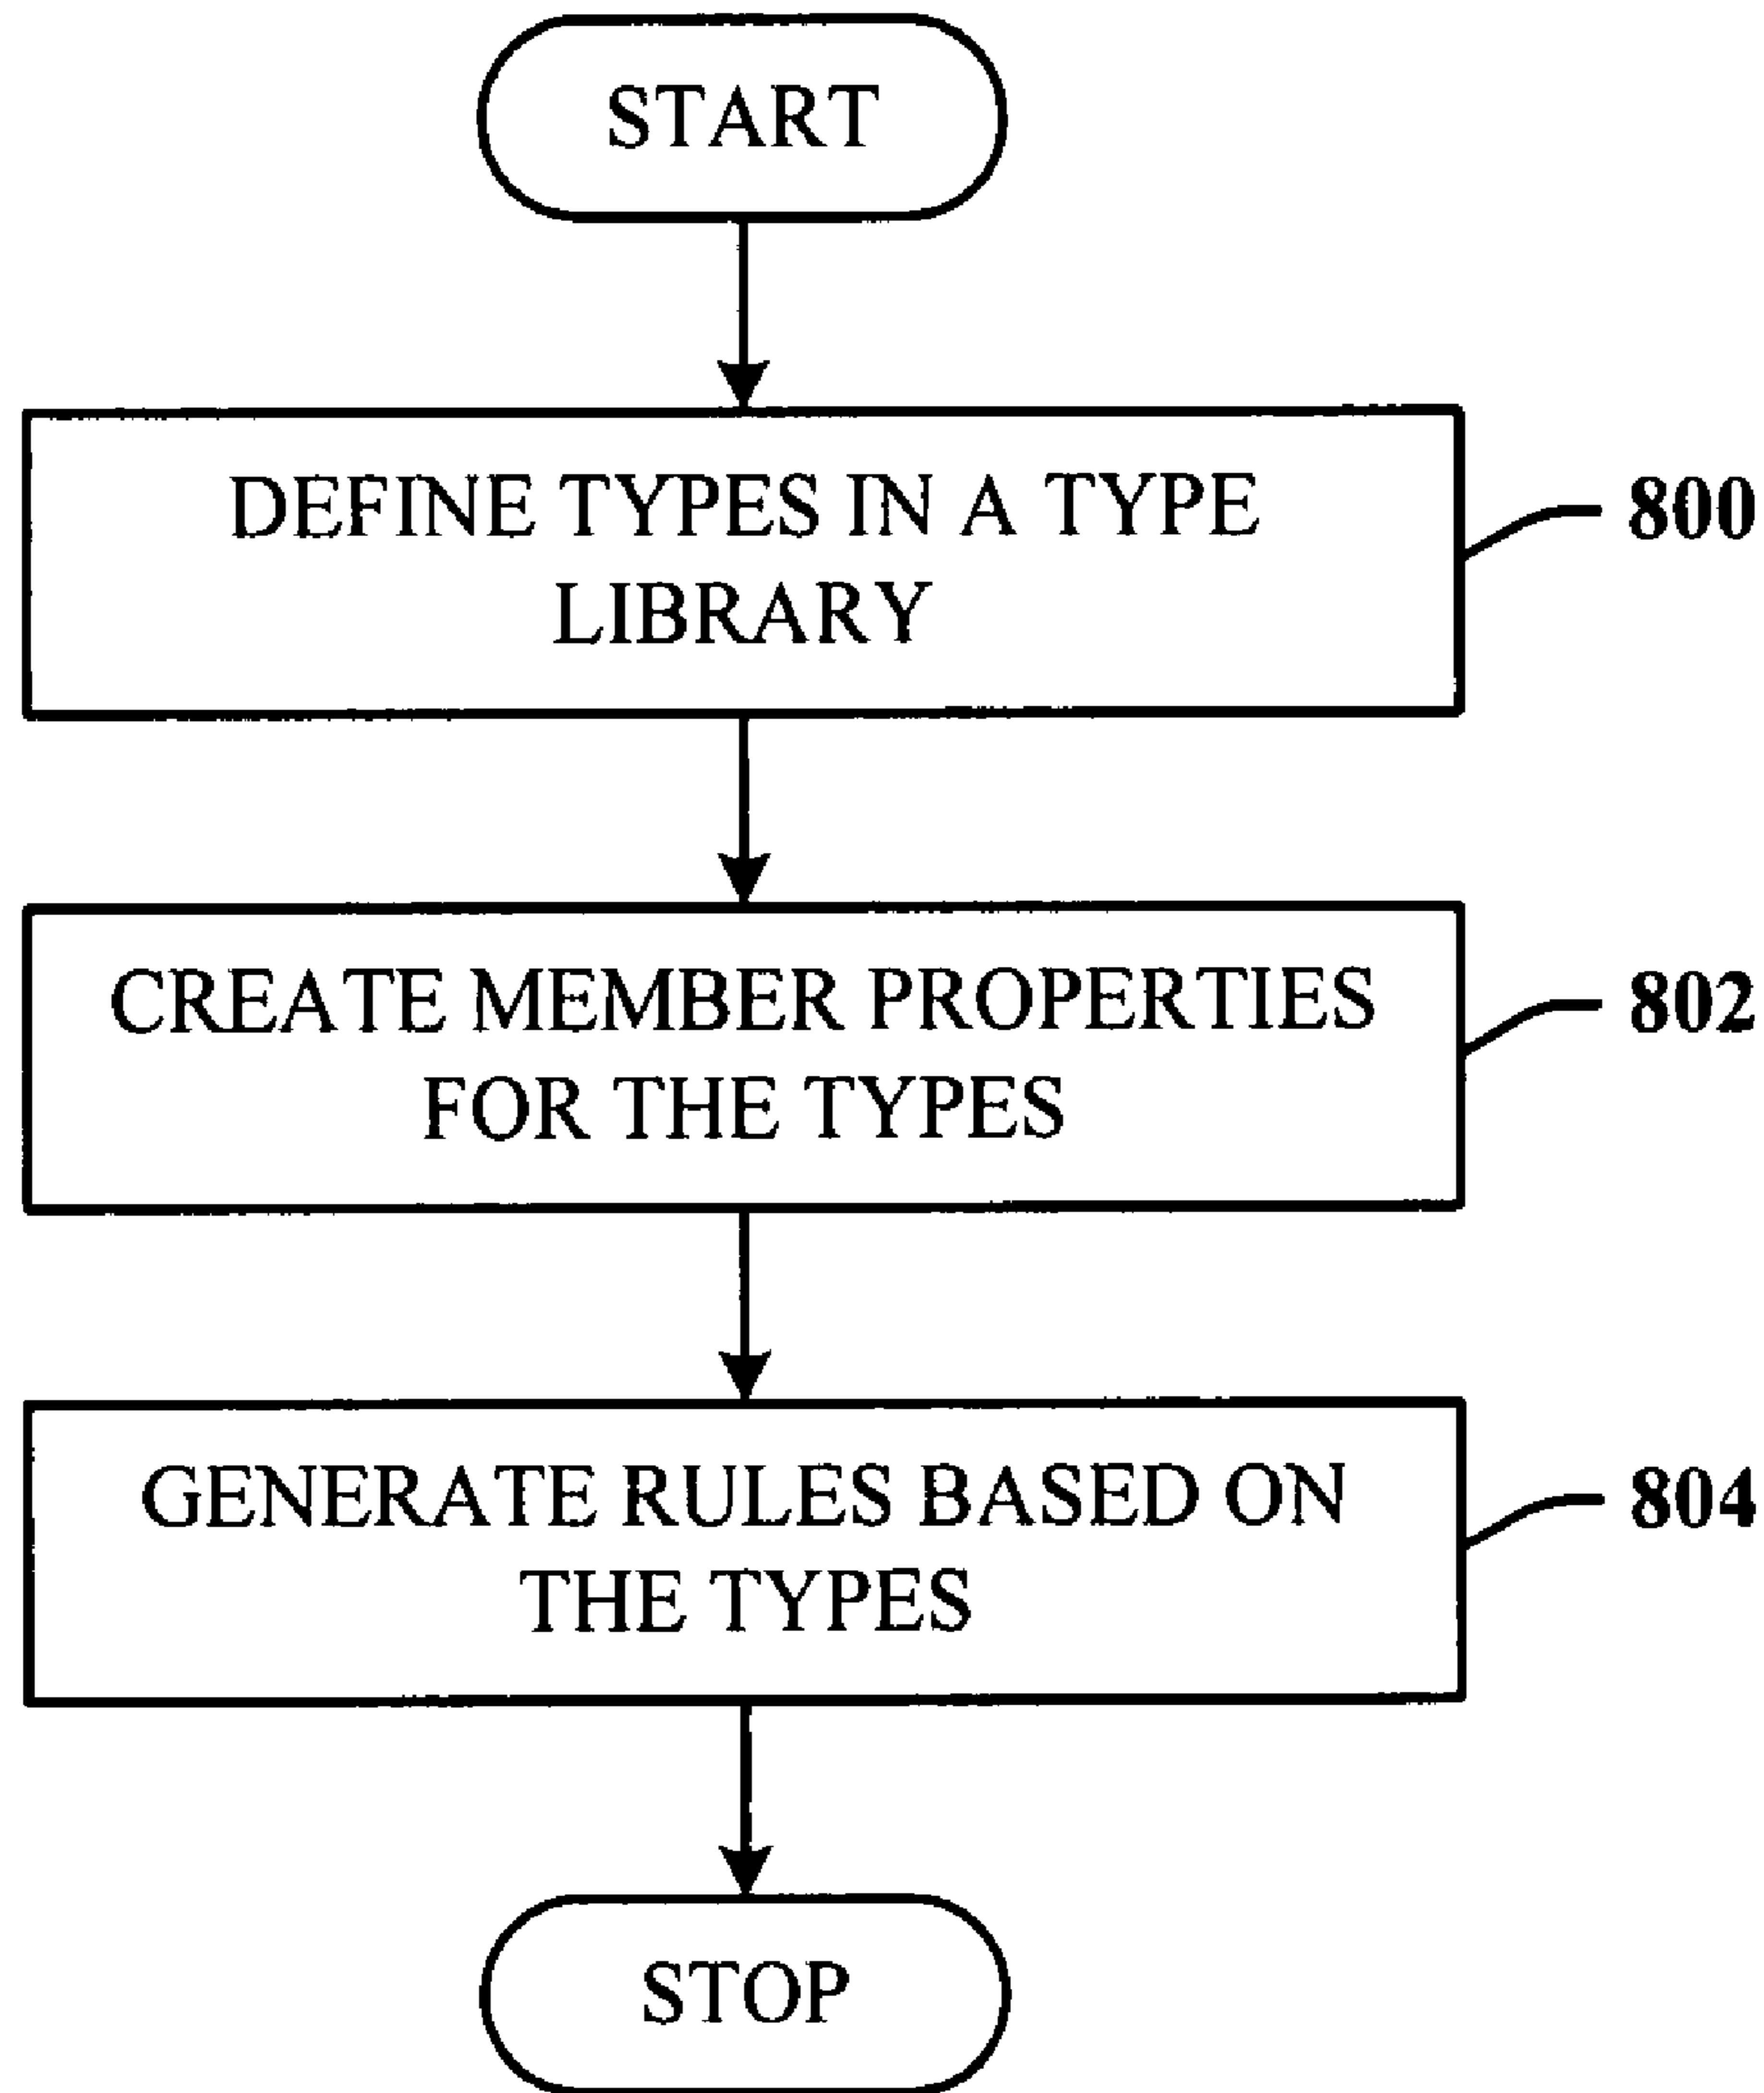 START
DEFINE TYPES IN A TYPE
LIBRARY
800
CREATE MEMBER PROPERTIES
FOR THE TYPES
802
GENERATE RULES BASED ON
THE TYPES
804
STOP